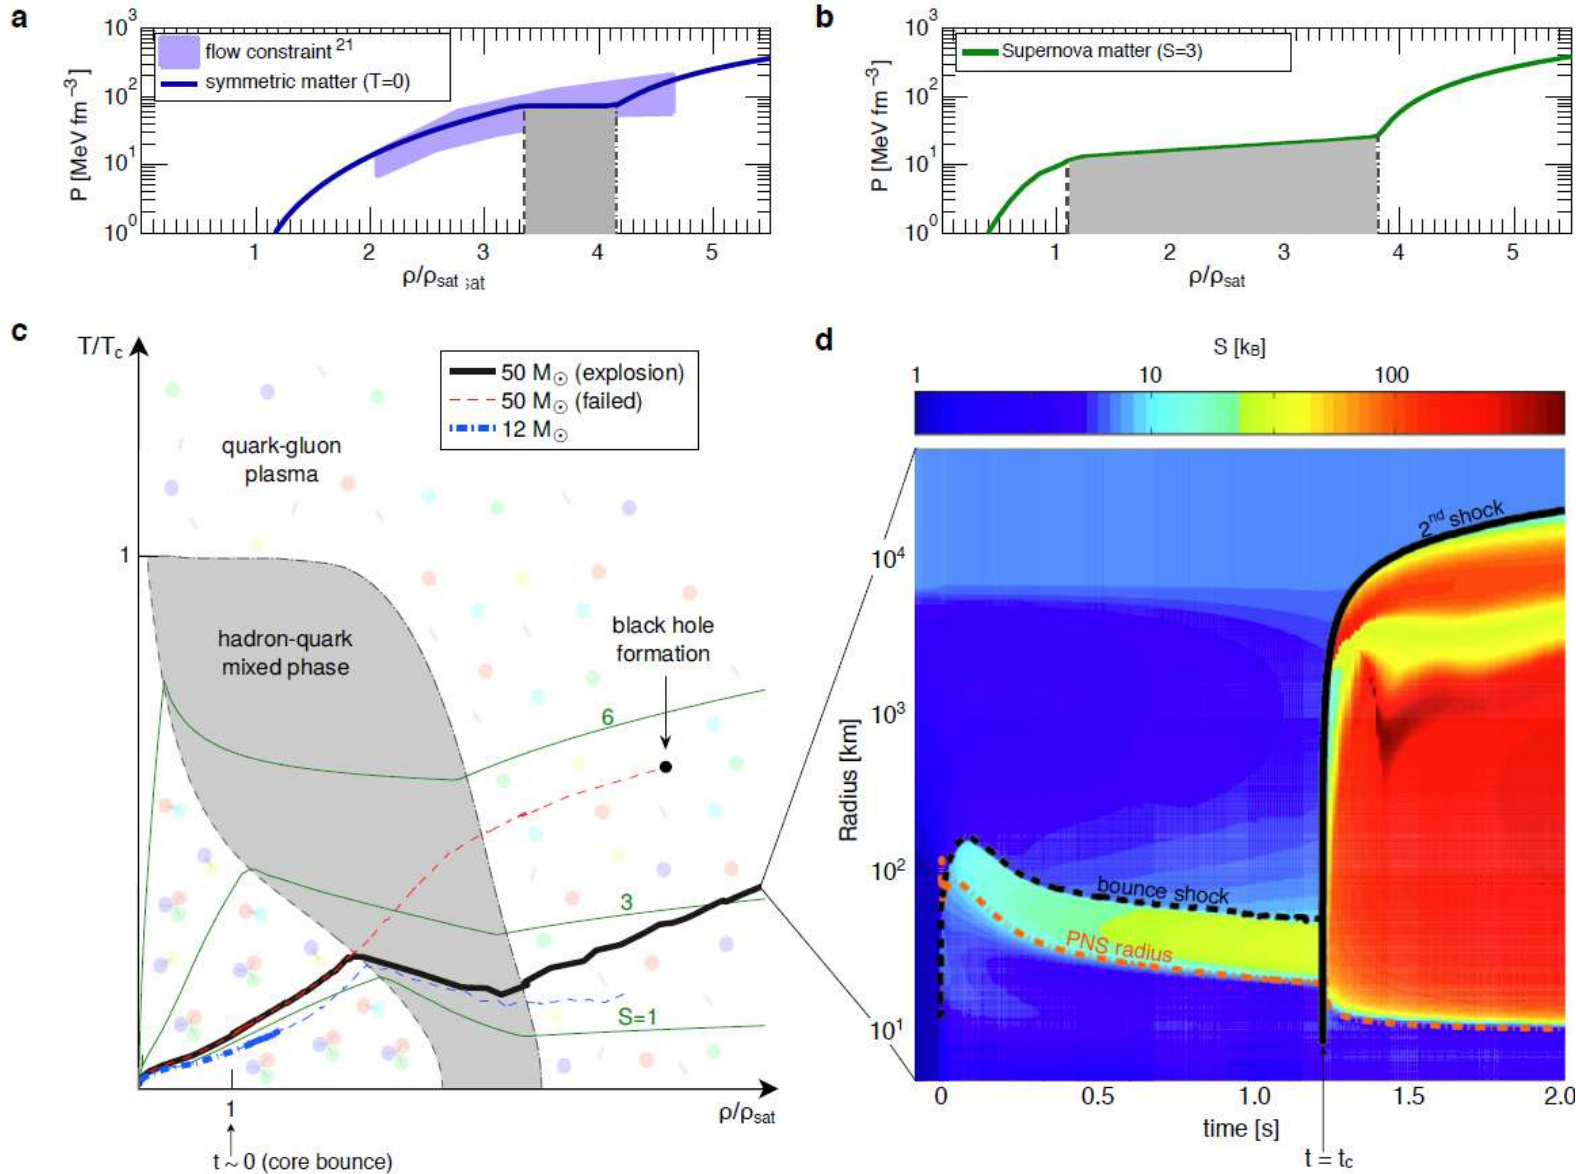 a
10³
10²
10¹
10⁰
P [MeV fm⁻³]
flow constraint ²¹
symmetric matter (T=0)
1 2 3 4 5
ρ/ρsat sat
b
10³
10²
10¹
10⁰
P [MeV fm⁻³]
Supernova matter (S=3)
1 2 3 4 5
ρ/ρsat
c
T/Tc
50 M☉ (explosion)
50 M☉ (failed)
12 M☉
quark-gluon
plasma
1
hadron-quark
mixed phase
black hole
formation
6
3
S=1
1
ρ/ρsat
t ~ 0 (core bounce)
d
S [kB]
1 10 100
2nd shock
10⁴
10³
10²
10¹
Radius [km]
bounce shock
PNS radius
0 0.5 1.0 1.5 2.0
time [s]
t = tc